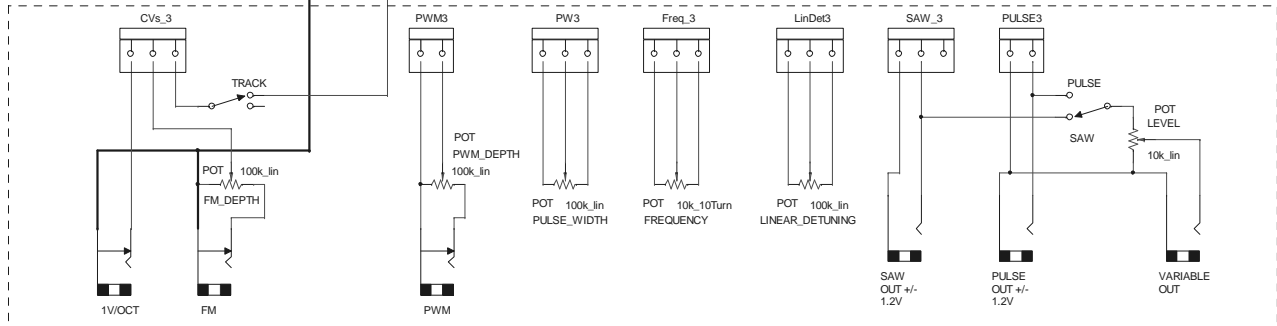 CVs_3
PWM3
PW3
Freq_3
LinDet3
SAW_3
PULSE3
TRACK
PULSE
POT
LEVEL
SAW
10k_lin
POT
PWM_DEPTH
100k_lin
POT 100k_lin
FM_DEPTH
POT 100k_lin
PULSE_WIDTH
POT 10k_10Turn
FREQUENCY
POT 100k_lin
LINEAR_DETUNING
1V/OCT
FM
PWM
SAW
OUT +/-
1.2V
PULSE
OUT +/-
1.2V
VARIABLE
OUT